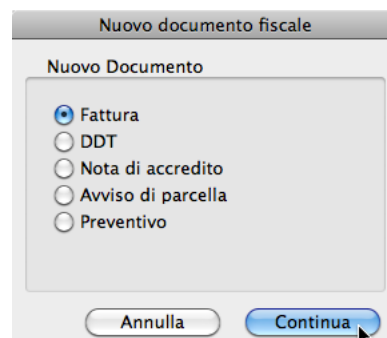 Nuovo documento fiscale
Nuovo Documento
Fattura
DDT
Nota di accredito
Avviso di parcella
Preventivo
Annulla Continua